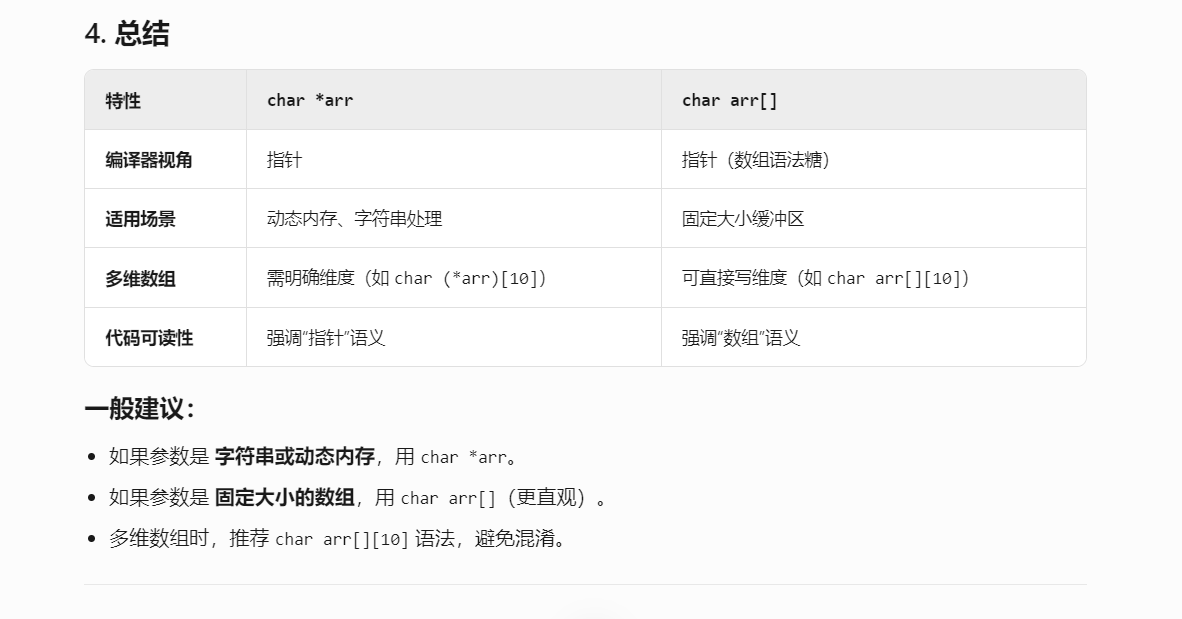 4. 总结
特性 char *arr char arr[]
编译器视角 指针 指针（数组语法糖）
适用场景 动态内存、字符串处理 固定大小缓冲区
多维数组 需明确维度（如 char (*arr)[10]） 可直接写维度（如 char arr[][10]）
代码可读性 强调“指针”语义 强调“数组”语义
一般建议：
• 如果参数是 字符串或动态内存，用 char *arr。
• 如果参数是 固定大小的数组，用 char arr[]（更直观）。
• 多维数组时，推荐 char arr[][10] 语法，避免混淆。